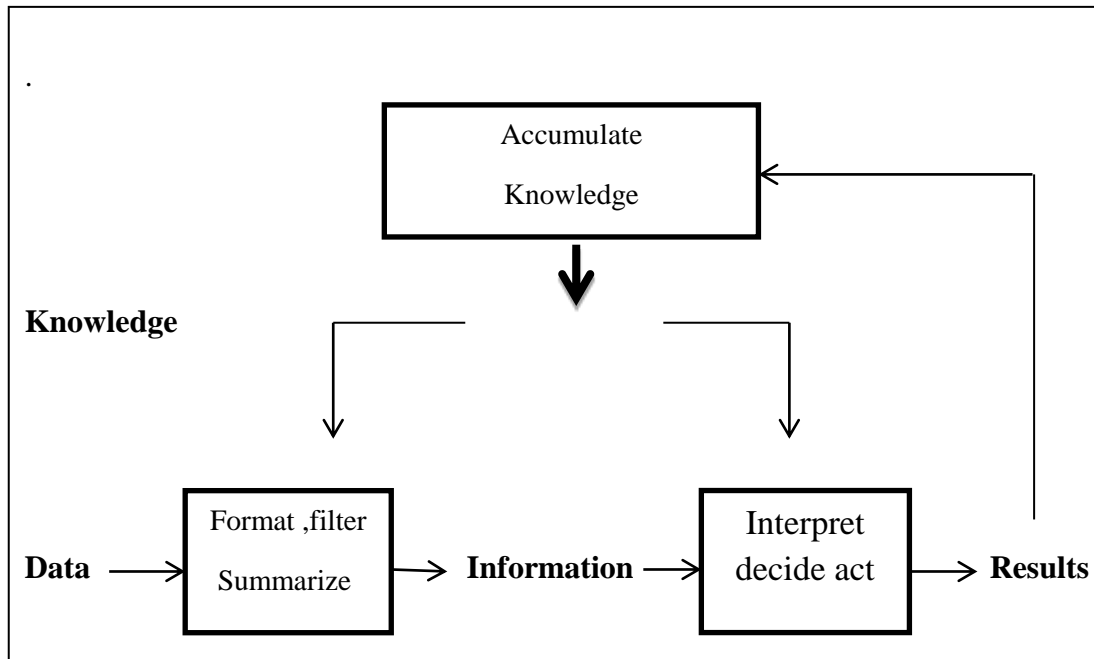 .
Accumulate
Knowledge
Knowledge
Format ,filter
Summarize
Interpret
decide act
Data
Information
Results